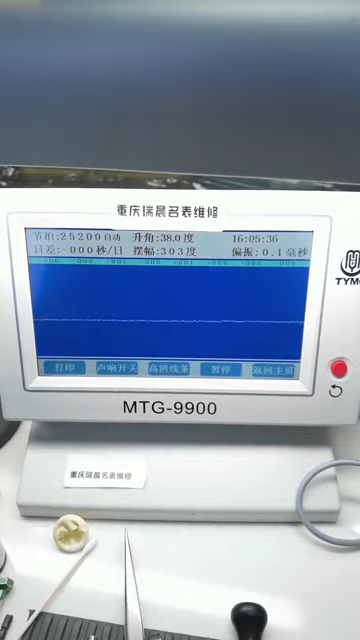 重庆瑞晨名表维修
节拍:25200自动 升角:38.0度 16:05:36
日差:-000秒/日 摆幅:303度 偏振:0.1毫秒
打印 声响开关 高清线条 暂停 返回主页
MTG-9900
重庆瑞晨名表维修